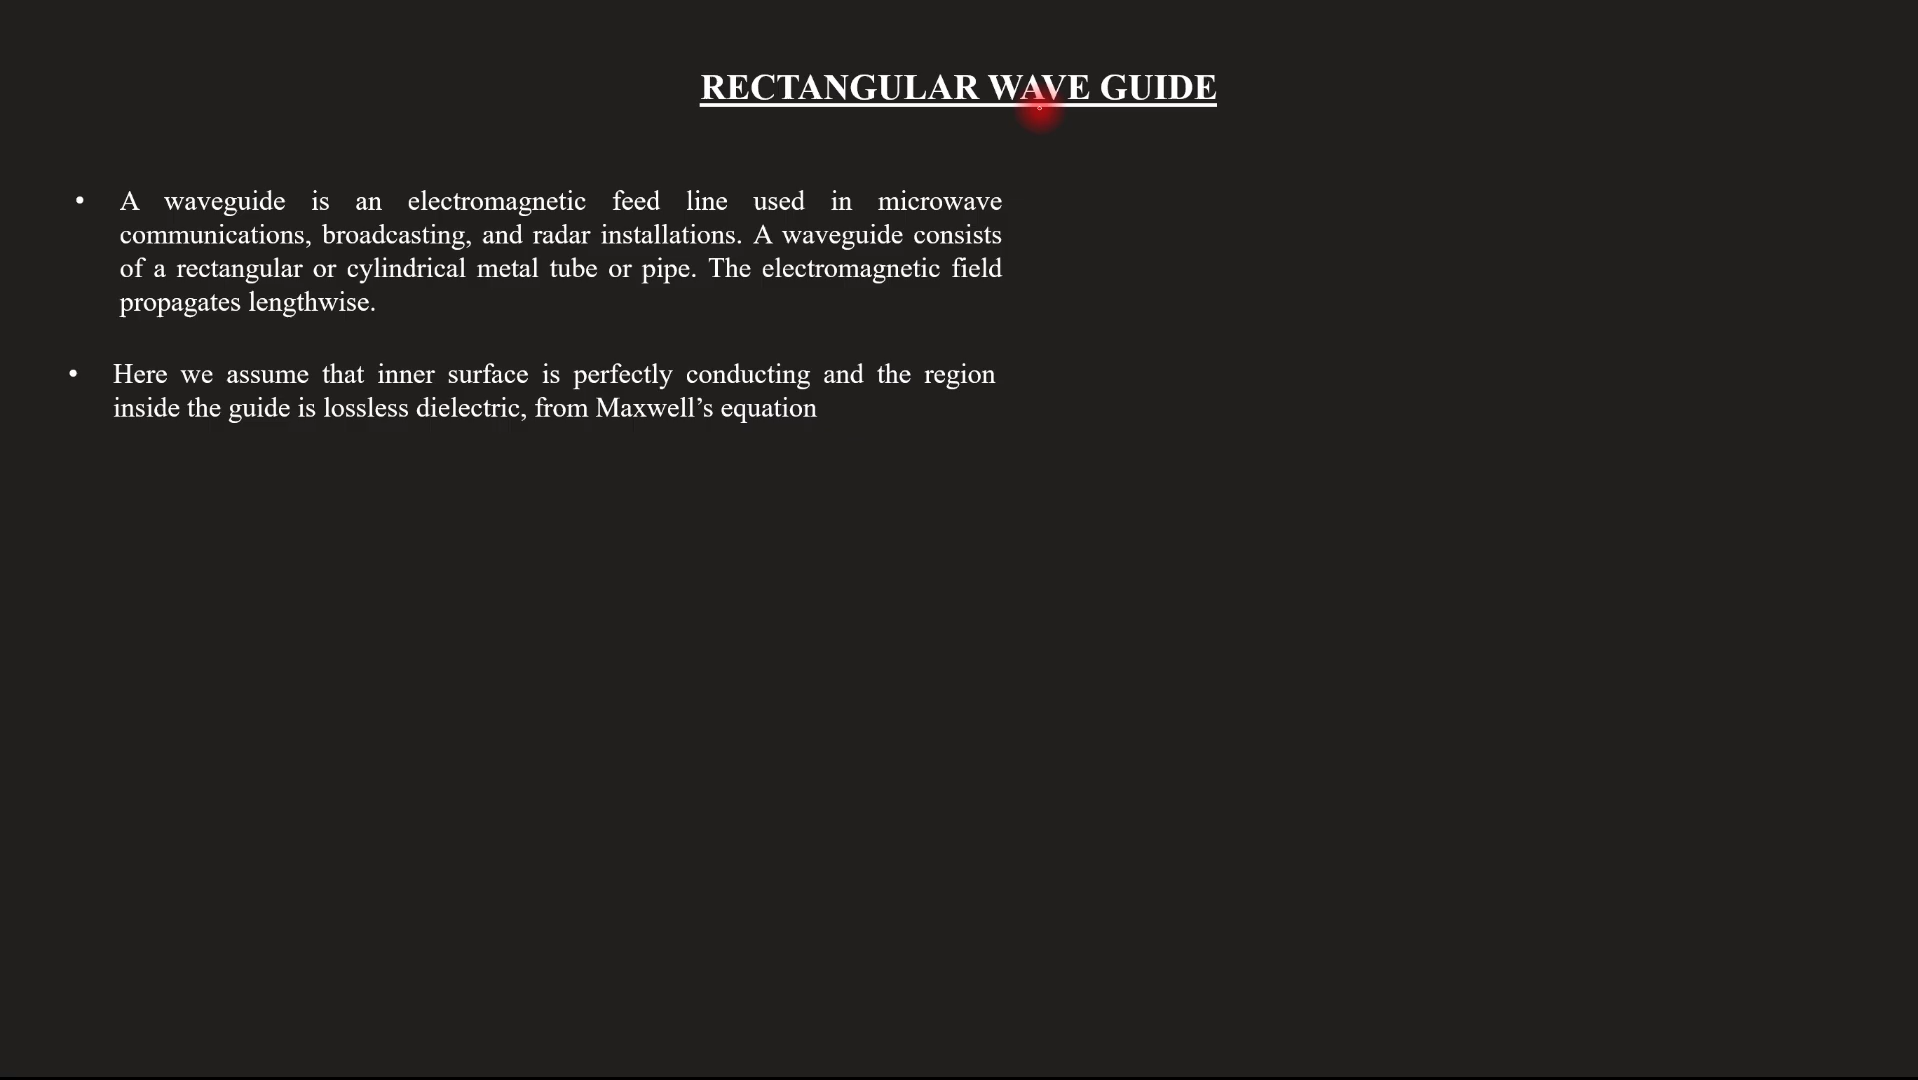 RECTANGULAR WAVE GUIDE
• A waveguide is an electromagnetic feed line used in microwave
communications, broadcasting, and radar installations. A waveguide consists
of a rectangular or cylindrical metal tube or pipe. The electromagnetic field
propagates lengthwise.
• Here we assume that inner surface is perfectly conducting and the region
inside the guide is lossless dielectric, from Maxwell’s equation